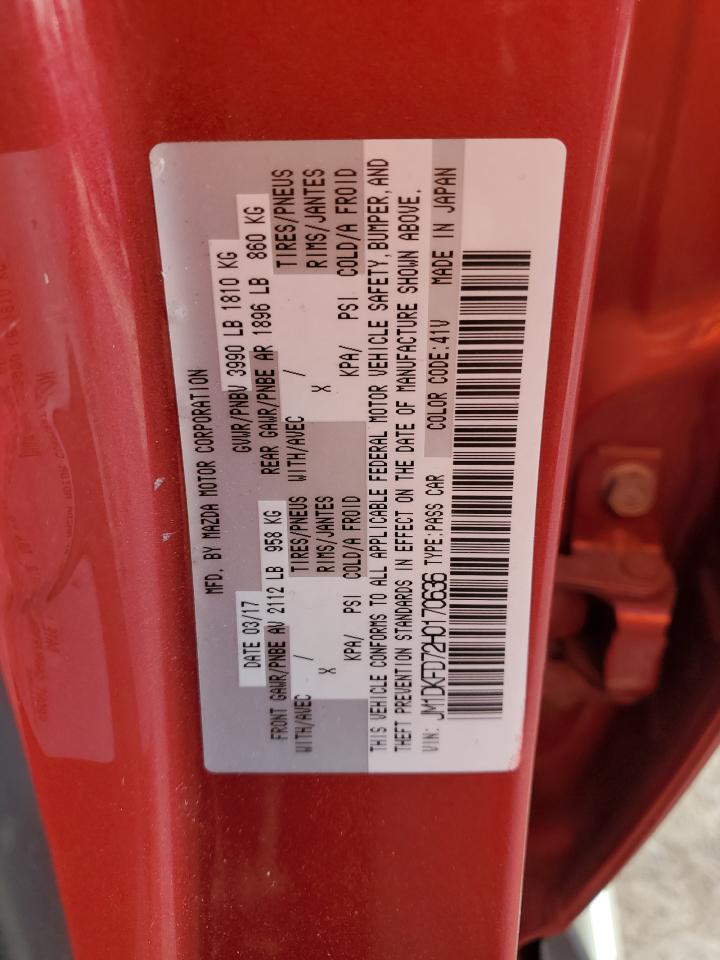 MFD. BY MAZDA MOTOR CORPORATION
DATE 03/17 GVWR/PNBV 3990 LB 1810 KG
FRONT GAWR/PNBE AV 2112 LB 958 KG REAR GAWR/PNBE AR 1896 LB 860 KG
WITH/AVEC / TIRES/PNEUS WITH/AVEC / TIRES/PNEUS
X RIMS/JANTES X RIMS/JANTES
KPA/ PSI COLD/A FROID KPA/ PSI COLD/A FROID
THIS VEHICLE CONFORMS TO ALL APPLICABLE FEDERAL MOTOR VEHICLE SAFETY, BUMPER, AND
THEFT PREVENTION STANDARDS IN EFFECT ON THE DATE OF MANUFACTURE SHOWN ABOVE.
VIN: JM1DKFD72H0170636 TYPE:PASS CAR COLOR CODE:41V MADE IN JAPAN